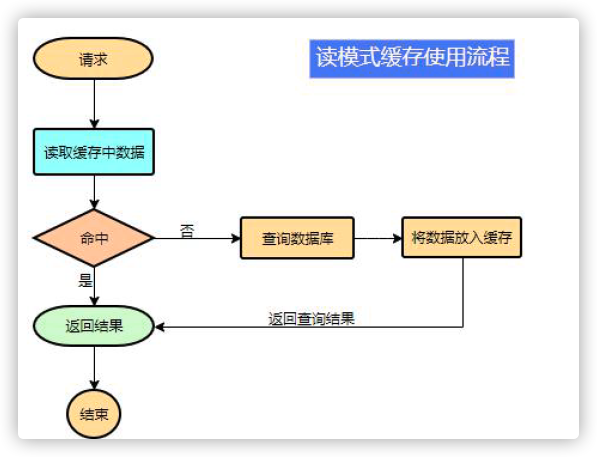 读模式缓存使用流程
请求
读取缓存中数据
命中
否
查询数据库
将数据放入缓存
是
返回查询结果
返回结果
结束